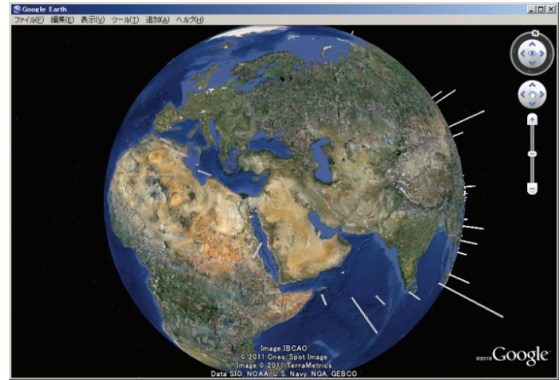 Google Earth
ファイル(F) 編集(E) 表示(V) ツール(T) 追加(A) ヘルプ(H)
N
Image IBCAO
© 2011 Cnes/Spot Image
Image © 2011 TerraMetrics
Data SIO, NOAA, U.S. Navy, NGA, GEBCO
©2010 Google